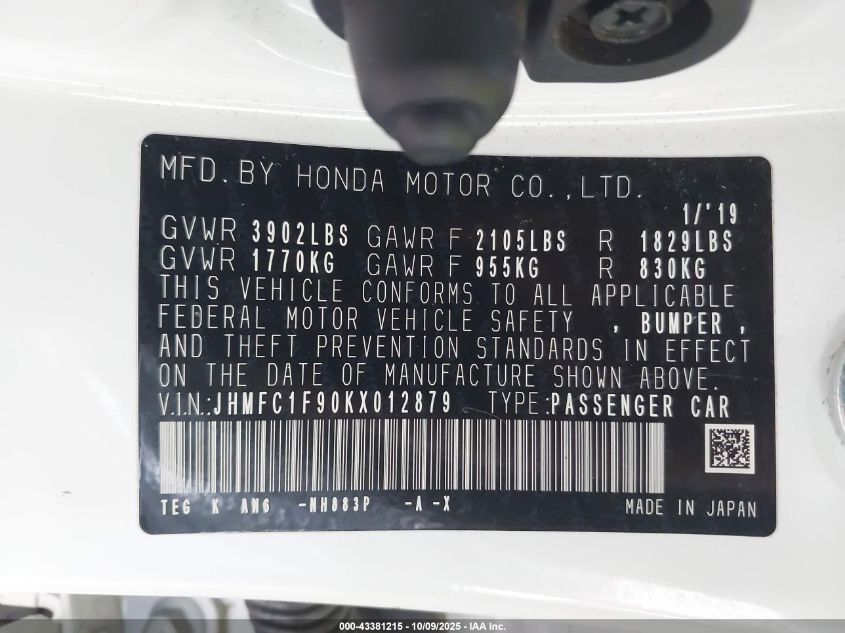 MFD. BY HONDA MOTOR CO.,LTD.
1/'19
GVWR 3902LBS GAWR F 2105LBS R 1829LBS
GVWR 1770KG GAWR F 955KG R 830KG
THIS VEHICLE CONFORMS TO ALL APPLICABLE
FEDERAL MOTOR VEHICLE SAFETY , BUMPER ,
AND THEFT PREVENTION STANDARDS IN EFFECT
ON THE DATE OF MANUFACTURE SHOWN ABOVE.
V.I.N.:JHMFC1F90KX012879 TYPE:PASSENGER CAR
TEG K AN6 -NH883P -A -X MADE IN JAPAN
000-43381215 - 10/09/2025 - IAA Inc.